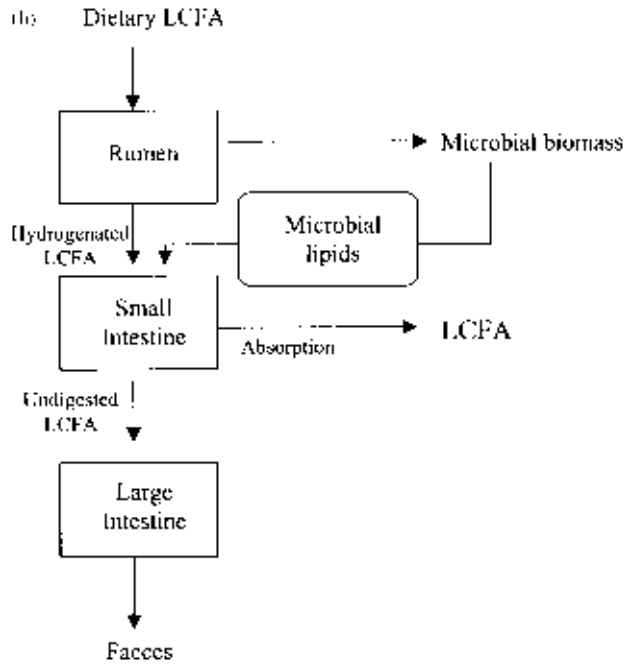 (b) Dietary LCFA
Rumen
Microbial biomass
Hydrogenated
LCFA
Microbial
lipids
Small
Intestine
Absorption
LCFA
Undigested
LCFA
Large
Intestine
Faeces